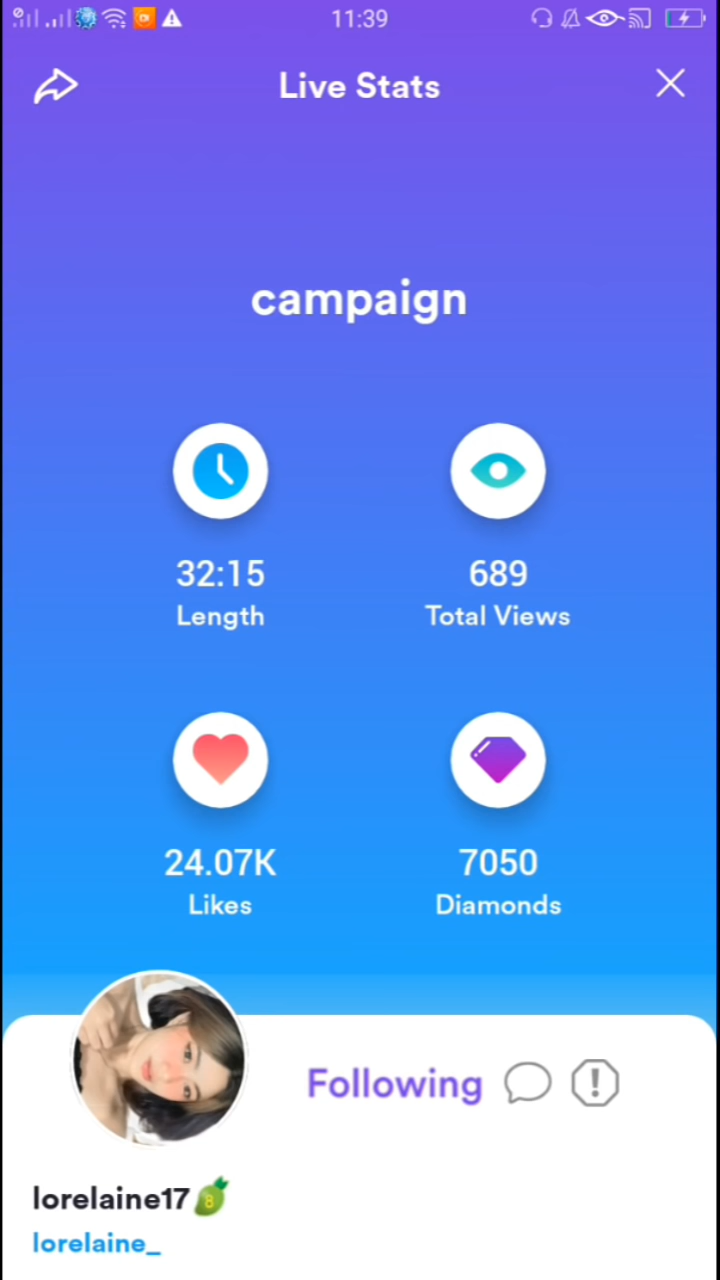 11:39
Live Stats
campaign
32:15
Length
689
Total Views
24.07K
Likes
7050
Diamonds
Following
lorelaine17
8
lorelaine_